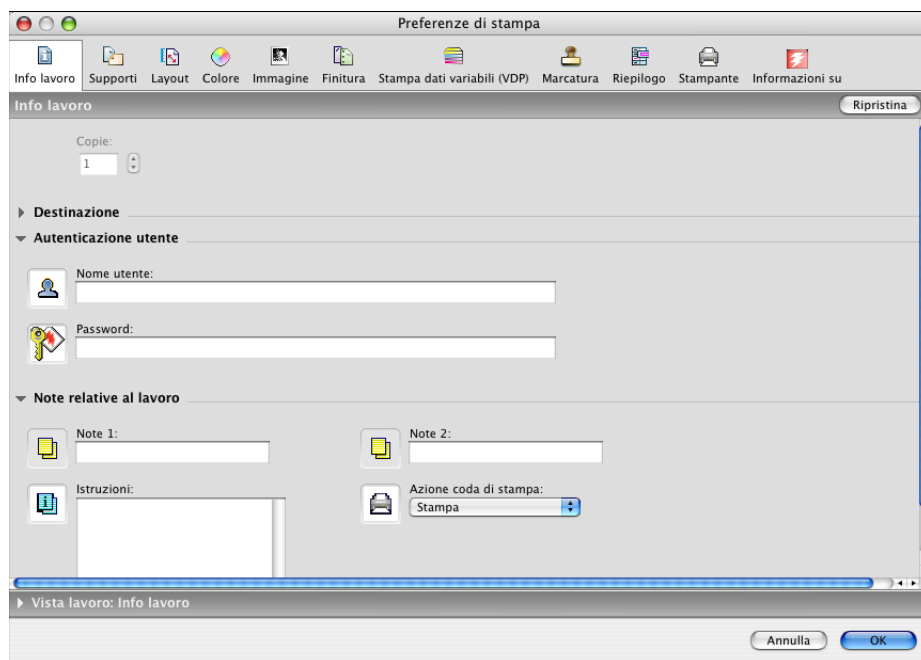 Preferenze di stampa
Info lavoro Supporti Layout Colore Immagine Finitura Stampa dati variabili (VDP) Marcatura Riepilogo Stampante Informazioni su
Info lavoro Ripristina
Copie:
1
Destinazione
Autenticazione utente
Nome utente:
Password:
Note relative al lavoro
Note 1: Note 2:
Istruzioni: Azione coda di stampa:
Stampa
Vista lavoro: Info lavoro
Annulla OK